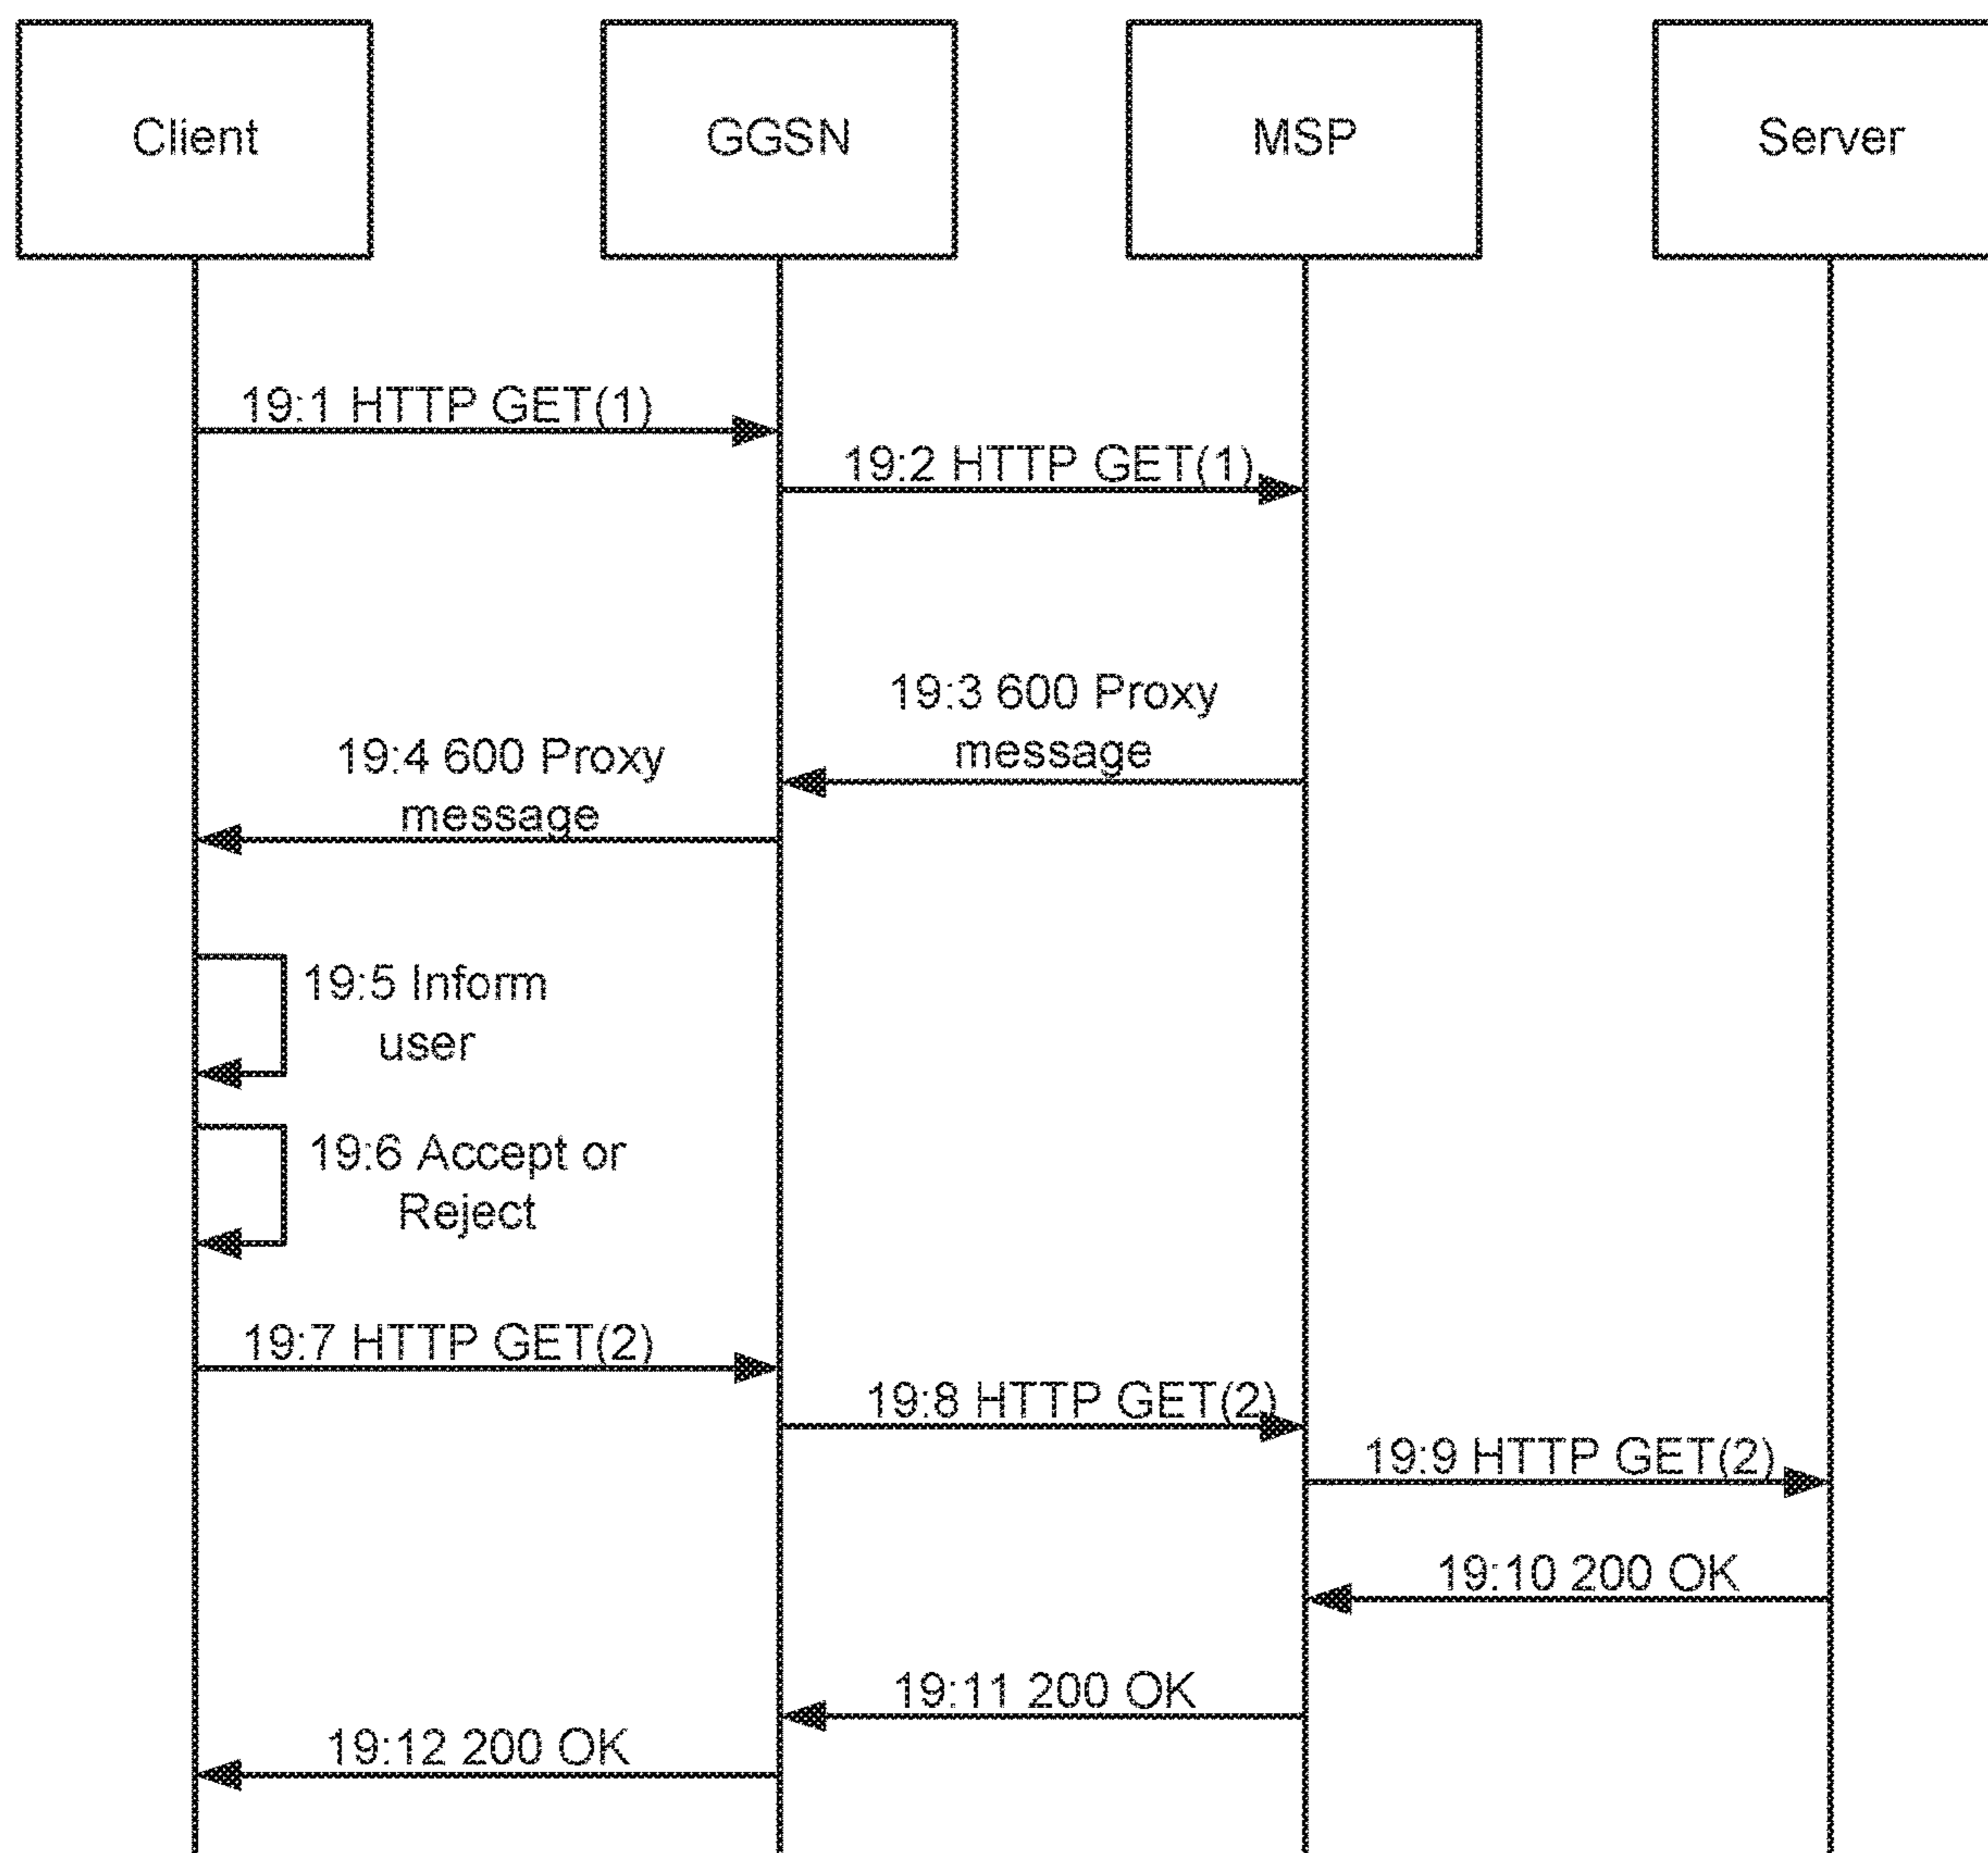 Client
GGSN
MSP
Server
19:1 HTTP GET(1)
19:2 HTTP GET(1)
19:3 600 Proxy
message
19:4 600 Proxy
message
19:5 Inform
user
19:6 Accept or
Reject
19:7 HTTP GET(2)
19:8 HTTP GET(2)
19:9 HTTP GET(2)
19:10 200 OK
19:11 200 OK
19:12 200 OK